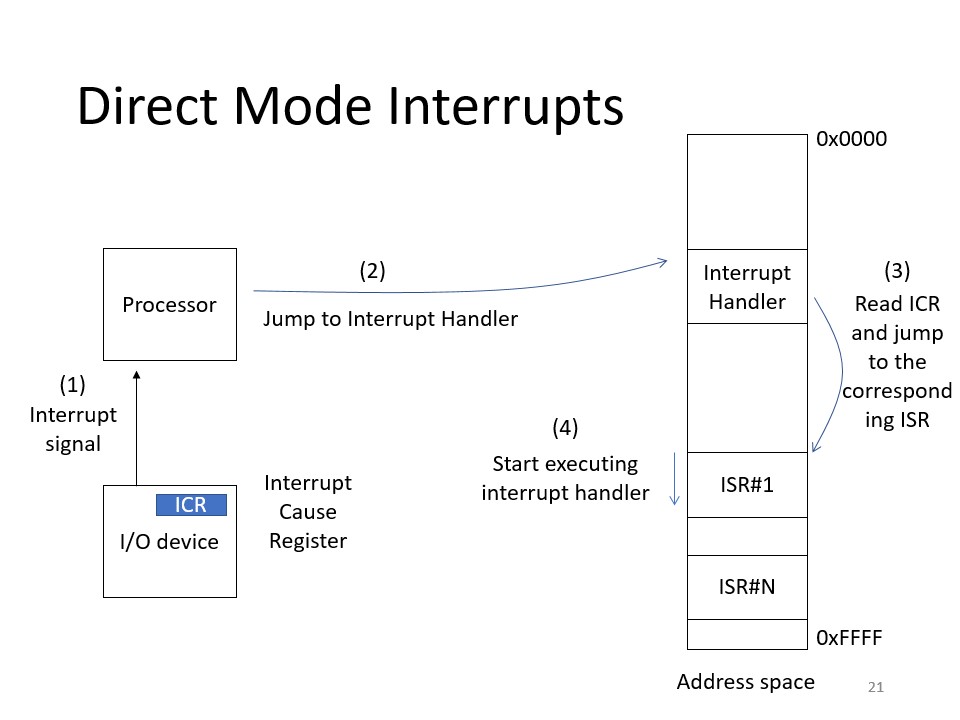 Direct Mode Interrupts
0x0000
Processor
(2)
Jump to Interrupt Handler
Interrupt
Handler
(3)
Read ICR
and jump
to the
correspond
ing ISR
(1)
Interrupt
signal
(4)
Start executing
interrupt handler
ICR
I/O device
Interrupt
Cause
Register
ISR#1
ISR#N
0xFFFF
Address space
21